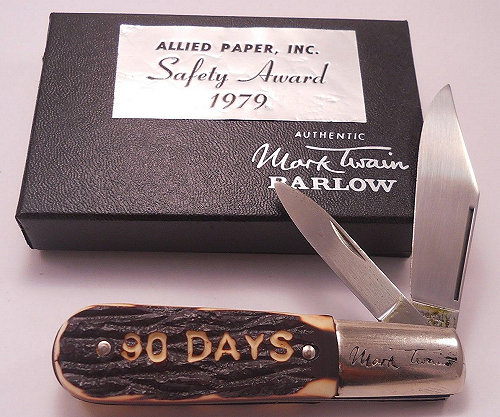 ALLIED PAPER, INC.
Safety Award
1979
AUTHENTIC
Mark Twain
BARLOW
90 DAYS
Mark Twain